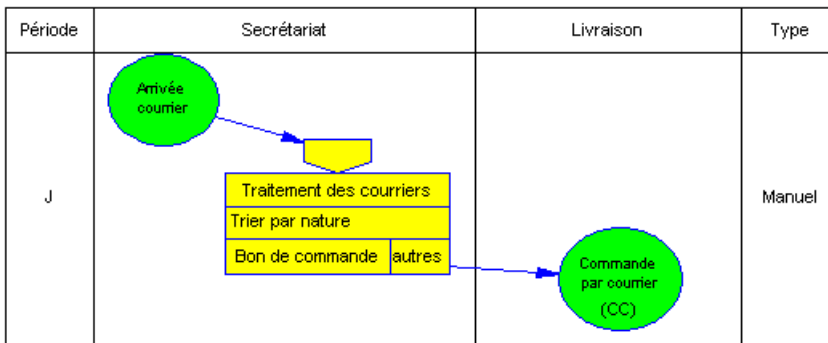 Période
Secrétariat
Livraison
Type
Arrivée
courrier
J
Traitement des courriers
Trier par nature
Bon de commande
autres
Manuel
Commande
par courrier
(CC)